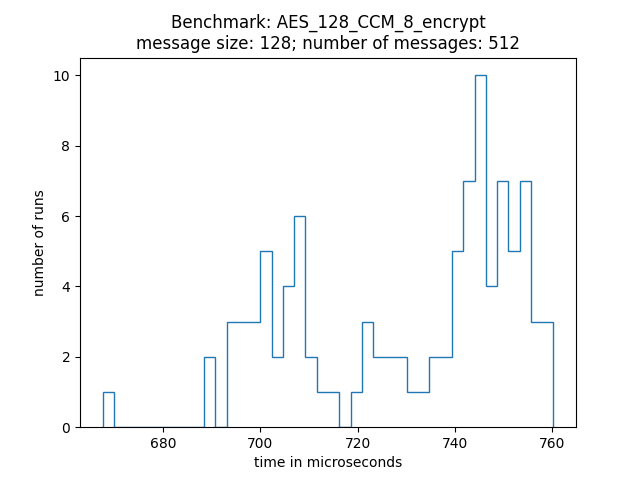 Benchmark: AES_128_CCM_8_encrypt
message size: 128; number of messages: 512
10
8
6
4
2
0
number of runs
680 700 720 740 760
time in microseconds